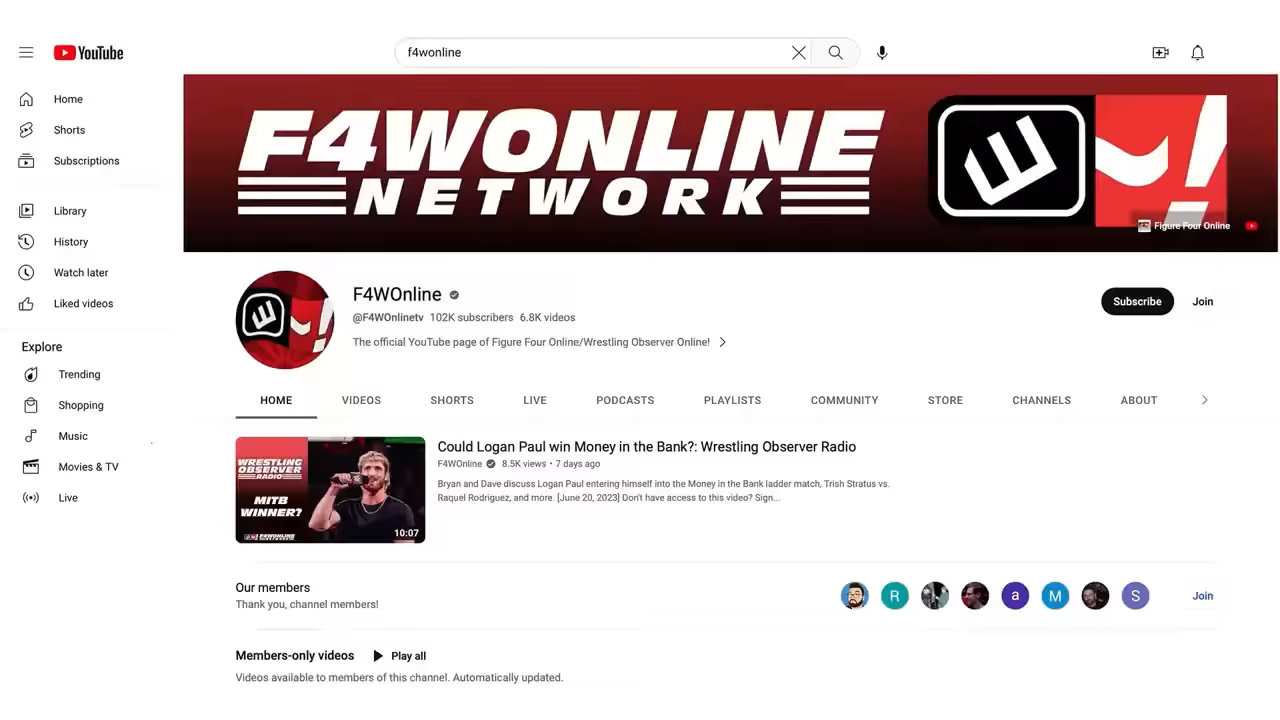 YouTube
f4wonline
Home
Shorts
Subscriptions
Library
History
Watch later
Liked videos
Explore
Trending
Shopping
Music
Movies & TV
Live
F4WONLINE
NETWORK
Figure Four Online
F4WOnline
@F4WOnlinetv 102K subscribers 6.8K videos
The official YouTube page of Figure Four Online/Wrestling Observer Online!
Subscribe
Join
HOME VIDEOS SHORTS LIVE PODCASTS PLAYLISTS COMMUNITY STORE CHANNELS ABOUT
WRESTLING
OBSERVER
RADIO
MITB
WINNER?
F4WONLINE
NETWORK
10:07
Could Logan Paul win Money in the Bank?: Wrestling Observer Radio
F4WOnline 8.5K views • 7 days ago
Bryan and Dave discuss Logan Paul entering himself into the Money in the Bank ladder match, Trish Stratus vs.
Raquel Rodriguez, and more. [June 20, 2023] Don't have access to this video? Sign...
Our members
Thank you, channel members!
R
a
M
S
Join
Members-only videos Play all
Videos available to members of this channel. Automatically updated.